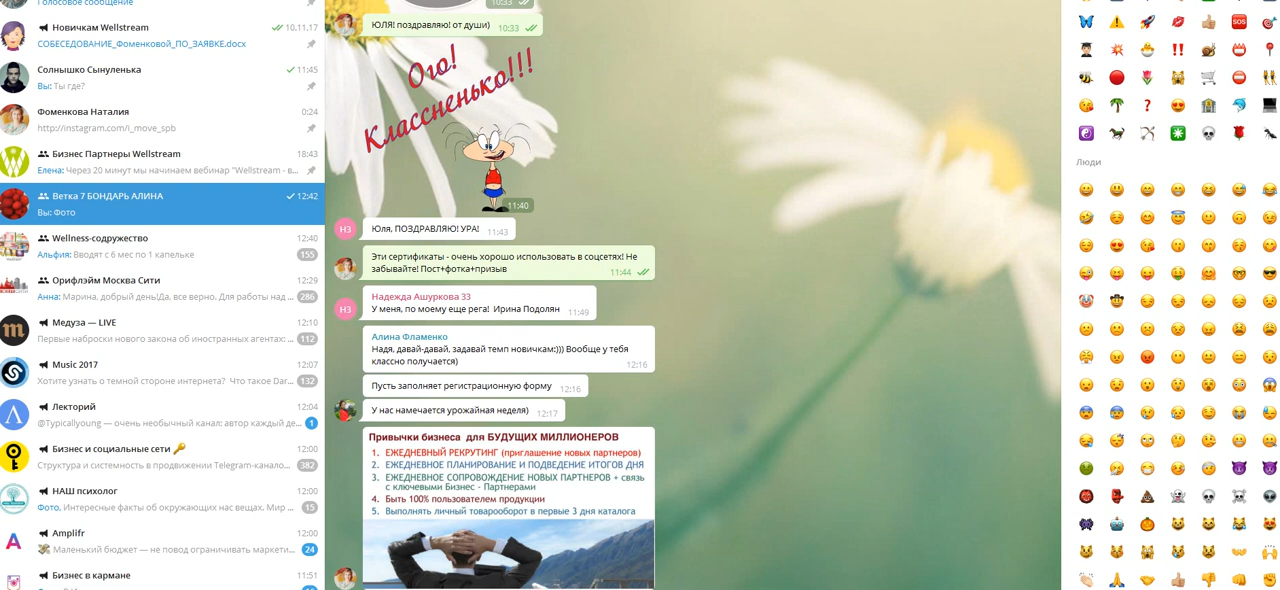 Голосовое сообщение
Новичкам Wellstream
10.11.17
СОБЕСЕДОВАНИЕ_Фоменковой_ПО_ЗАЯВКЕ.docx
Солнышко Сынуленька
11:45
Вы: Ты где?
Фоменкова Наталия
0:24
http://instagram.com/i_move_spb
Бизнес Партнеры Wellstream
18:43
Елена: Через 20 минут мы начинаем вебинар "Wellstream - в...
Ветка 7 БОНДАРЬ АЛИНА
12:42
Вы: Фото
Wellness-содружество
12:40
Альфия: Вводят с 6 мес по 1 капельке
155
Орифлэйм Москва Сити
12:29
Анна: Марина, добрый день!Да, все верно. Для работы над ...
286
Медуза — LIVE
12:10
Первые наброски нового закона об иностранных агентах: ...
112
Music 2017
12:07
Хотите узнать о темной стороне интернета? Что такое Dar...
132
Лекторий
12:04
@Typicallyoung — очень необычный канал: автор каждый де...
1
Бизнес и социальные сети
12:00
Структура и системность в продвижении Telegram-канало...
382
НАШ психолог
12:00
Фото, Интересные факты об окружающих нас вещах. Мир ...
15
Amplifr
12:00
Маленький бюджет — не повод ограничивать маркети...
24
Бизнес в кармане
11:51
10:33
ЮЛЯ! поздравляю! от души)
10:33
Ого!
Классненько!!!
11:40
НЗ
Юля, ПОЗДРАВЛЯЮ! УРА!
11:43
Эти сертификаты - очень хорошо использовать в соцсетях! Не
забывайте! Пост+фотка+призыв
11:44
НЗ
Надежда Ашуркова 33
У меня, по моему еще рега! Ирина Подолян
11:49
Алина Фламенко
Надя, давай-давай, задавай темп новичкам:))) Вообще у тебя
классно получается)
12:16
Пусть заполняет регистрационную форму
12:16
У нас намечается урожайная неделя)
12:17
Привычки бизнеса для БУДУЩИХ МИЛЛИОНЕРОВ
1. ЕЖЕДНЕВНЫЙ РЕКРУТИНГ (приглашение новых партнеров)
2. ЕЖЕДНЕВНОЕ ПЛАНИРОВАНИЕ И ПОДВЕДЕНИЕ ИТОГОВ ДНЯ
3. ЕЖЕДНЕВНОЕ СОПРОВОЖДЕНИЕ НОВЫХ ПАРТНЕРОВ + связь
с ключевыми Бизнес - Партнерами
4. Быть 100% пользователем продукции
5. Выполнять личный товарооборот в первые 3 дня каталога
SOS
Люди